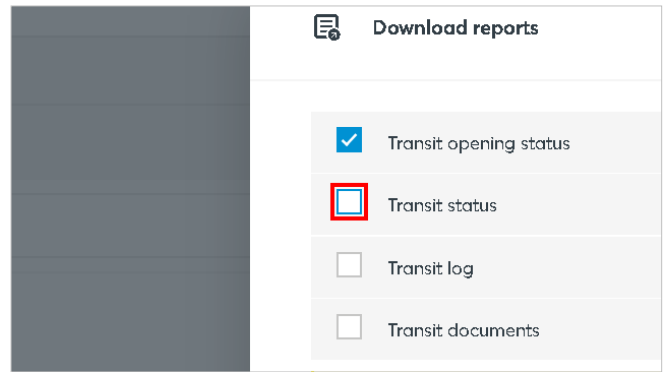 Download reports
Transit opening status
Transit status
Transit log
Transit documents